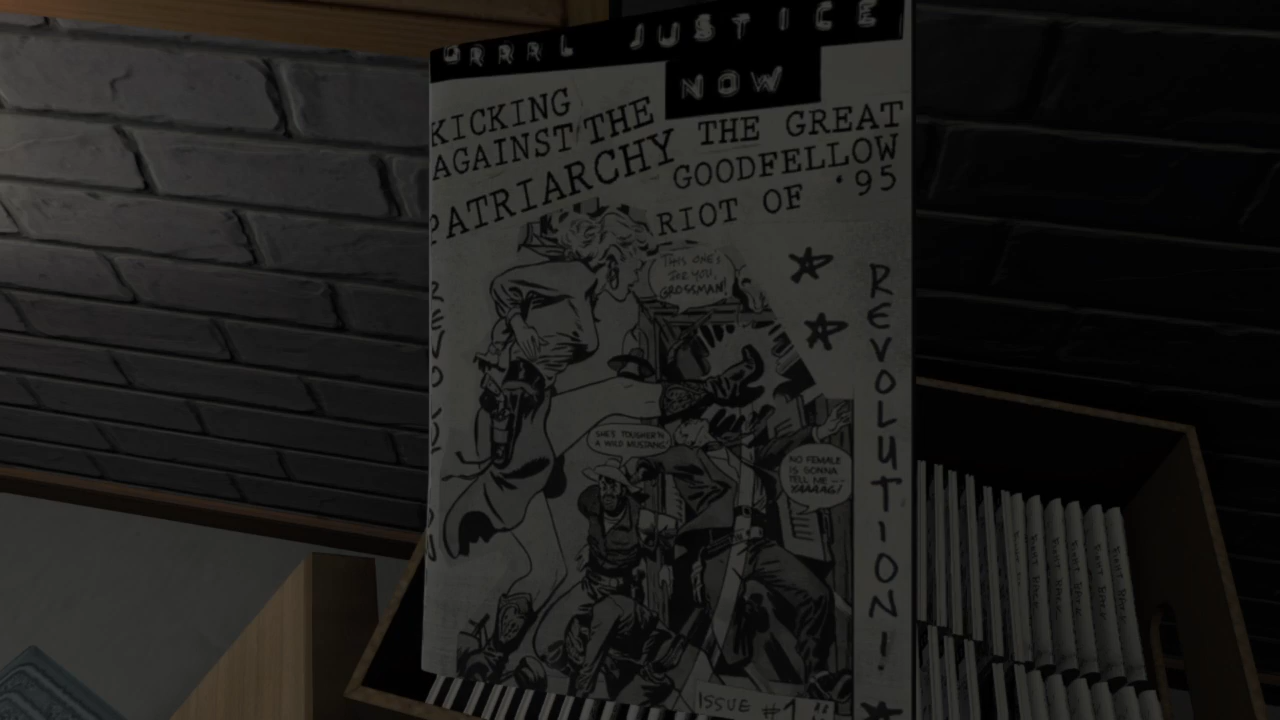 GRRRL JUSTICE
NOW
KICKING
AGAINST THE
PATRIARCHY
THE GREAT
GOODFELLOW
RIOT OF '95
THIS ONE'S
FOR YOU,
GROSSMAN!
SHE'S TOUGHER'N
A WILD MUSTANG!
NO FEMALE
IS GONNA
TELL ME --
YAAAAG!
REVOLUTION!
ISSUE #1